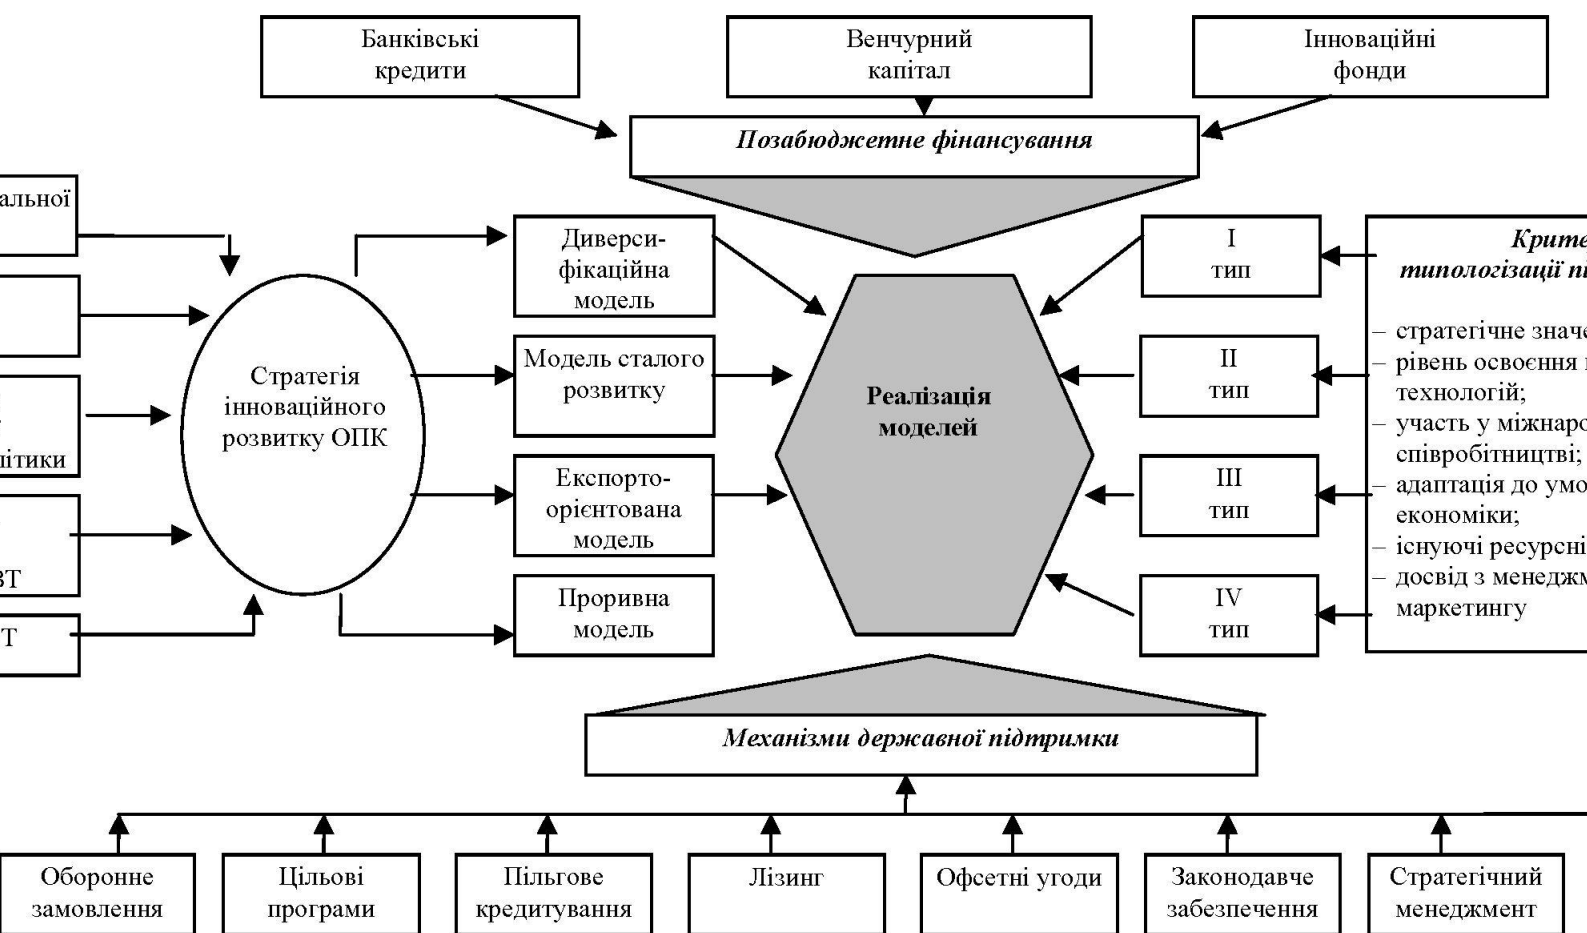 Банківські
кредити
Венчурний
капітал
Інноваційні
фонди
Позабюджетне фінансування
альної
літики
ВТ
Т
Стратегія
інноваційного
розвитку ОПК
Диверси-
фікаційна
модель
Модель сталого
розвитку
Експорто-
орієнтована
модель
Проривна
модель
Реалізація
моделей
І
тип
ІІ
тип
ІІІ
тип
IV
тип
Крите
типологізації пі
– стратегічне значе
– рівень освоєння
технологій;
– участь у міжнаро
співробітництві;
– адаптація до умо
економіки;
– існуючі ресурсні
– досвід з менеджм
маркетингу
Механізми державної підтримки
Оборонне
замовлення
Цільові
програми
Пільгове
кредитування
Лізинг
Офсетні угоди
Законодавче
забезпечення
Стратегічний
менеджмент